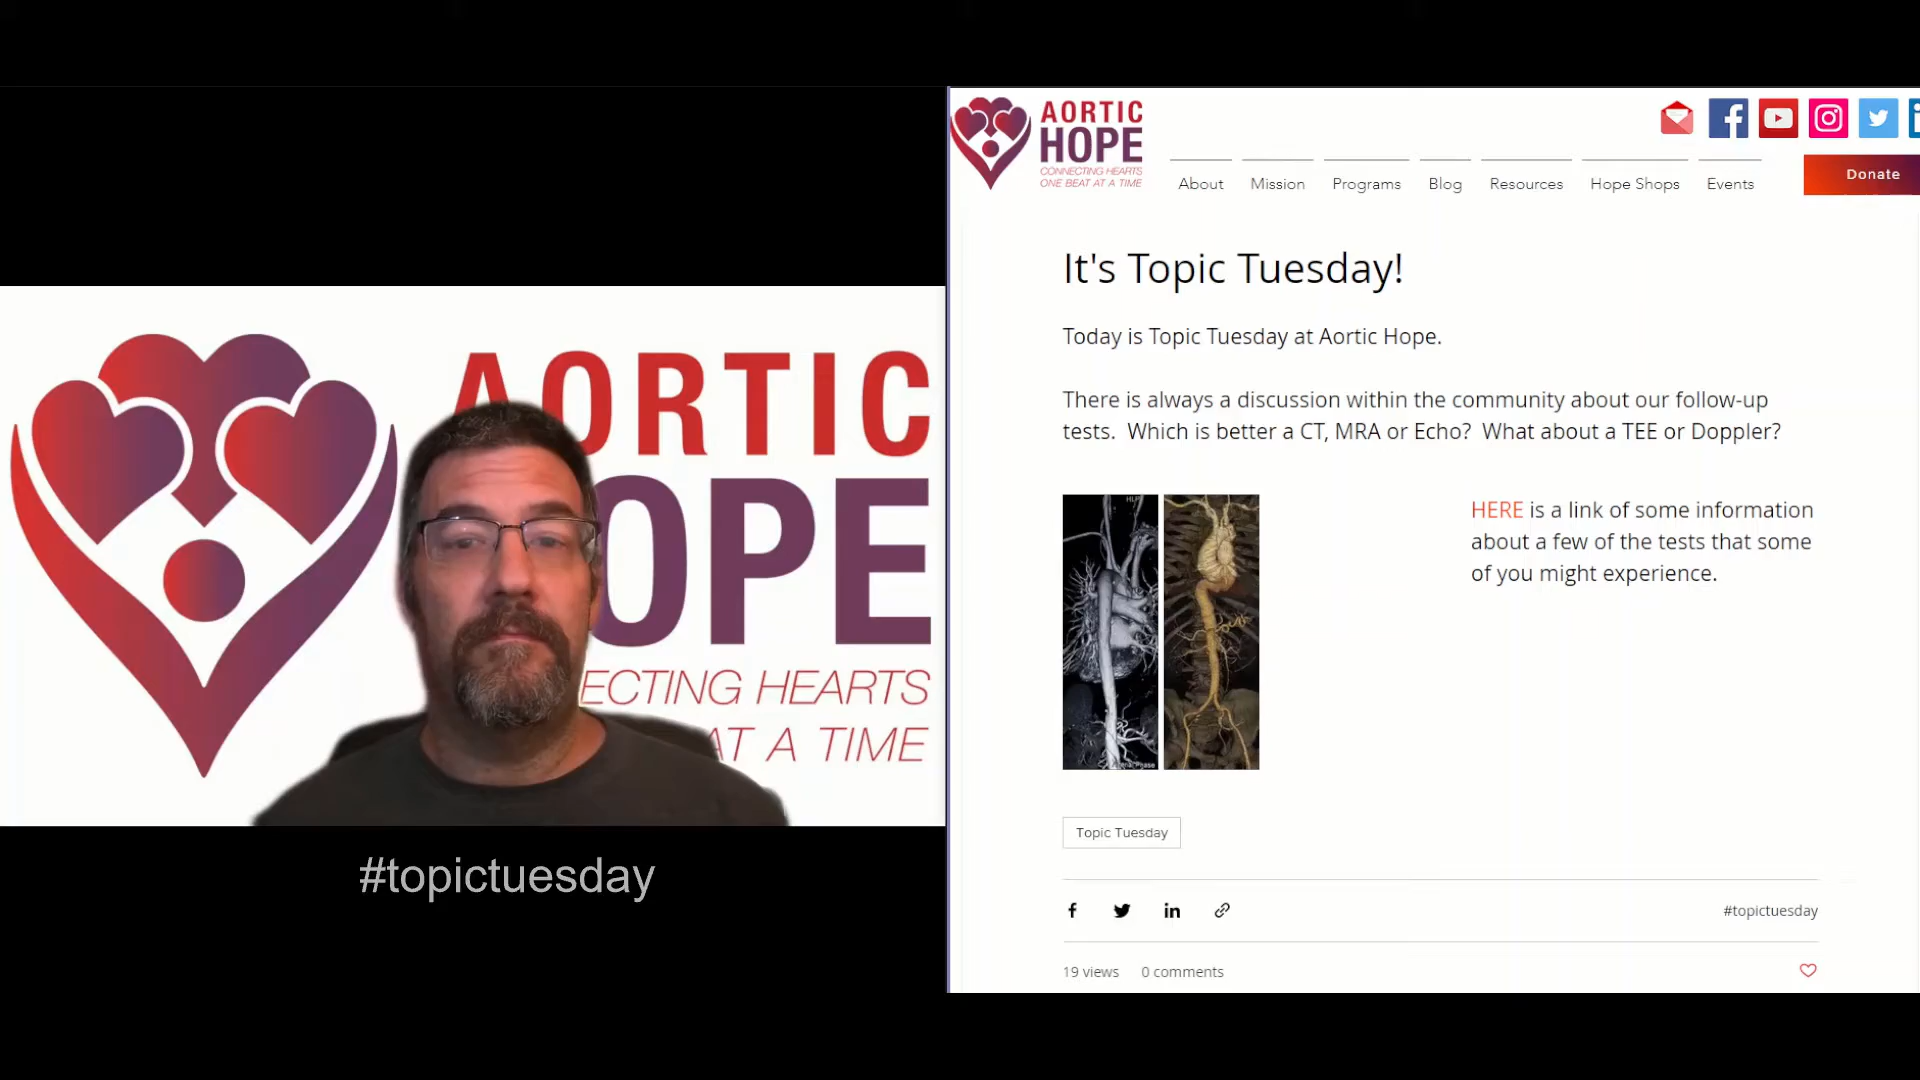 AORTIC
HOPE
CONNECTING HEARTS
ONE BEAT AT A TIME
About Mission Programs Blog Resources Hope Shops Events
Donate
It's Topic Tuesday!
Today is Topic Tuesday at Aortic Hope.
There is always a discussion within the community about our follow-up
tests. Which is better a CT, MRA or Echo? What about a TEE or Doppler?
HERE is a link of some information
about a few of the tests that some
of you might experience.
Topic Tuesday
#topictuesday
19 views 0 comments
AORTIC
OPE
ECTING HEARTS
AT A TIME
#topictuesday